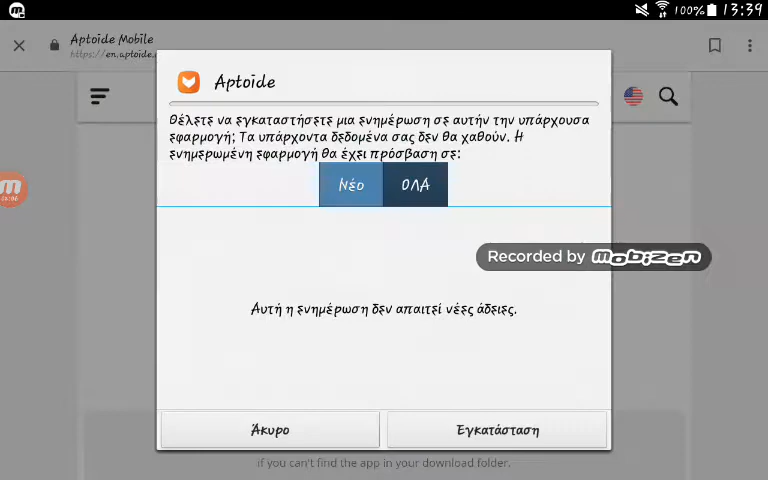 100% 13:39
Aptoide Mobile
https://en.aptoide.
Aptoide
Θέλετε να εγκαταστήσετε μια ενημέρωση σε αυτήν την υπάρχουσα
εφαρμογή; Τα υπάρχοντα δεδομένα σας δεν θα χαθούν. Η
ενημερωμένη εφαρμογή θα έχει πρόσβαση σε:
Νέο ΟΛΑ
Recorded by mobizen
Αυτή η ενημέρωση δεν απαιτεί νέες άδειες.
Άκυρο Εγκατάσταση
if you can't find the app in your download folder.